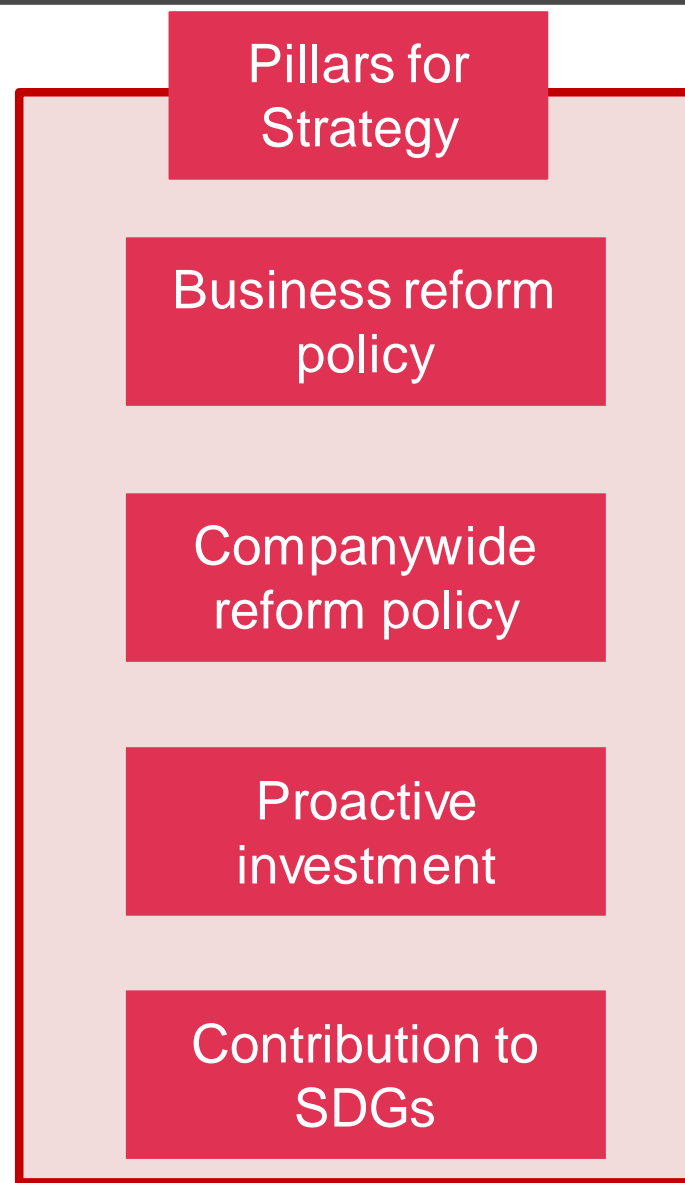 Pillars for
Strategy
Business reform
policy
Companywide
reform policy
Proactive
investment
Contribution to
SDGs